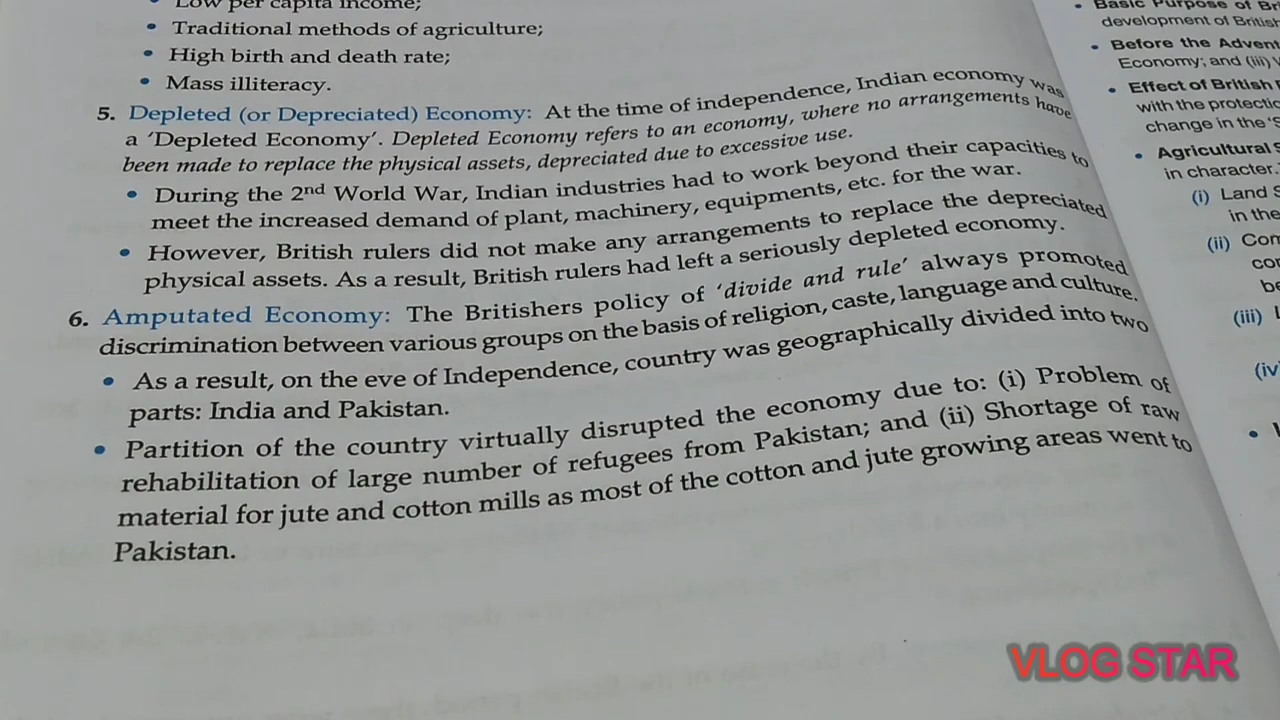 Low per capita income;
• Traditional methods of agriculture;
• High birth and death rate;
• Mass illiteracy.
5. Depleted (or Depreciated) Economy: At the time of independence, Indian economy was
a 'Depleted Economy'. Depleted Economy refers to an economy, where no arrangements have
been made to replace the physical assets, depreciated due to excessive use.
• During the 2nd World War, Indian industries had to work beyond their capacities to
meet the increased demand of plant, machinery, equipments, etc. for the war.
• However, British rulers did not make any arrangements to replace the depreciated
physical assets. As a result, British rulers had left a seriously depleted economy.
6. Amputated Economy: The Britishers policy of 'divide and rule' always promoted
discrimination between various groups on the basis of religion, caste, language and culture.
• As a result, on the eve of Independence, country was geographically divided into two
parts: India and Pakistan.
• Partition of the country virtually disrupted the economy due to: (i) Problem of
rehabilitation of large number of refugees from Pakistan; and (ii) Shortage of raw
material for jute and cotton mills as most of the cotton and jute growing areas went to
Pakistan.
• Basic Purpose of
development of British
• Before the
Economy; and (iii)
• Effect of British
with the
change in the
• Agricultural
in character.
(i) Land
in the
(ii)
(iii)
(iv
VLOG STAR